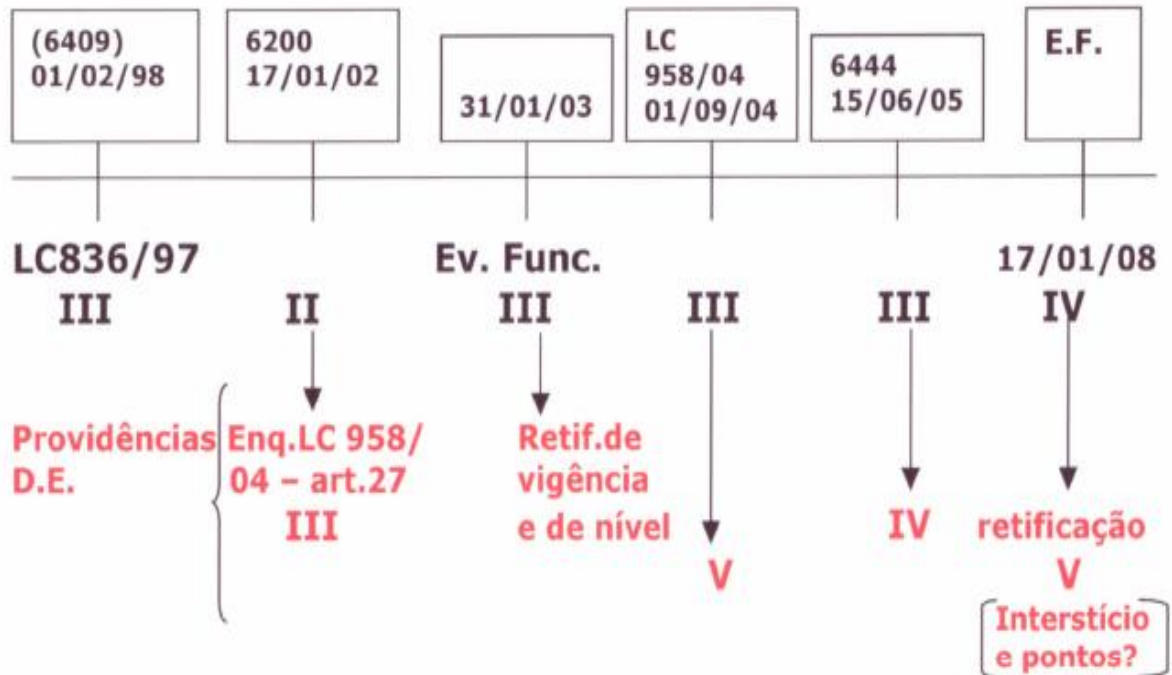 (6409)
01/02/98
6200
17/01/02
31/01/03
LC
958/04
01/09/04
6444
15/06/05
E.F.
LC836/97
III
II
Ev. Func.
III
III
III
17/01/08
IV
Providências
D.E.
Enq.LC 958/
04 – art.27
III
Retif.de
vigência
e de nível
V
IV
retificação
V
Interstício
e pontos?